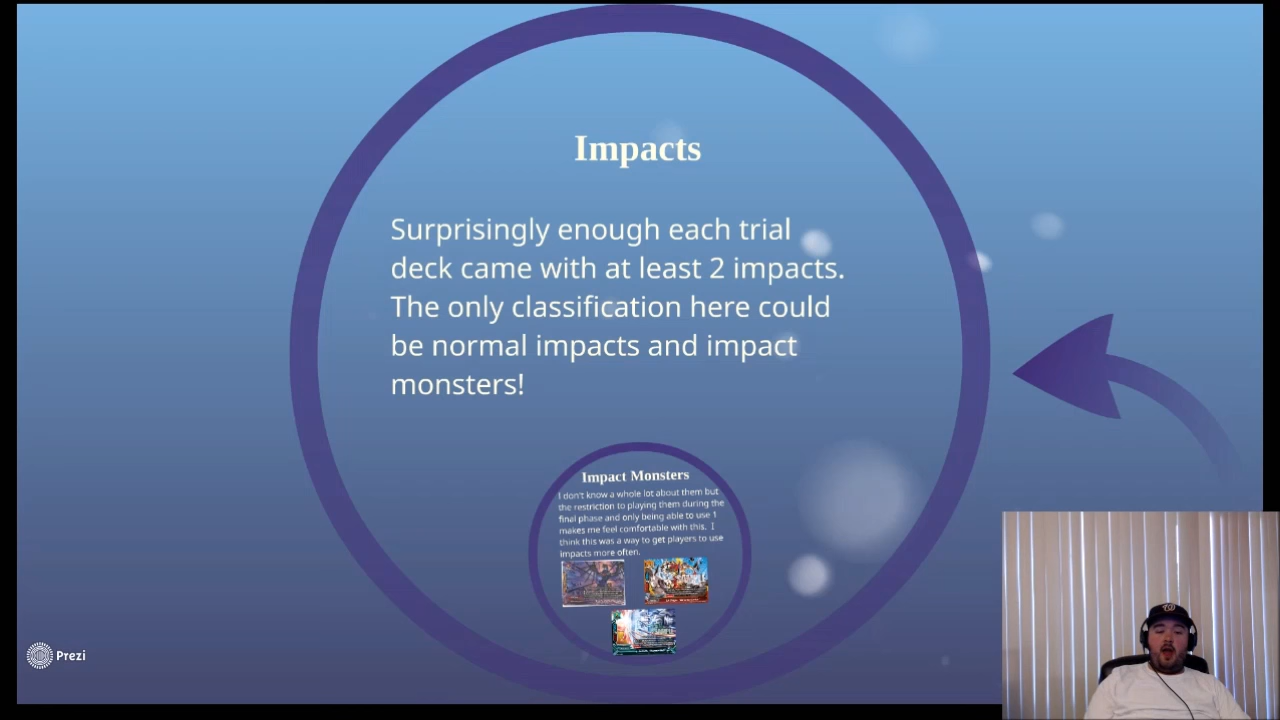 Impacts
Surprisingly enough each trial
deck came with at least 2 impacts.
The only classification here could
be normal impacts and impact
monsters!
Impact Monsters
I don't know a whole lot about them but
the restriction to playing them during the
final phase and only being able to use 1
makes me feel comfortable with this. I
think this was a way to get players to use
impacts more often.
Prezi